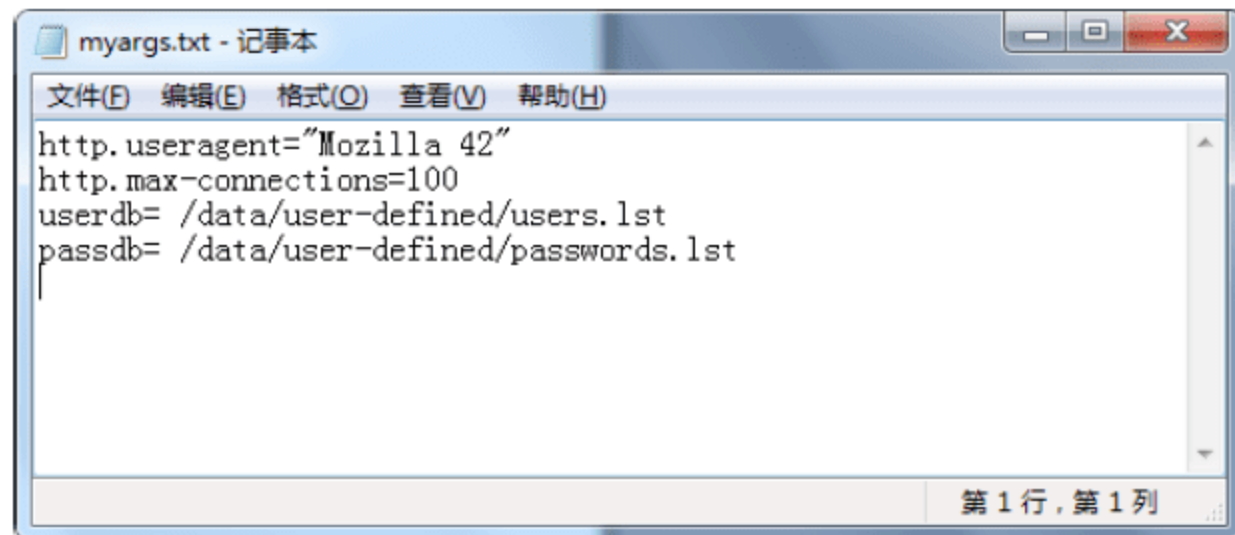 myargs.txt - 记事本
文件(F) 编辑(E) 格式(O) 查看(V) 帮助(H)
http.useragent="Mozilla 42"
http.max-connections=100
userdb= /data/user-defined/users.lst
passdb= /data/user-defined/passwords.lst
第 1 行，第 1 列